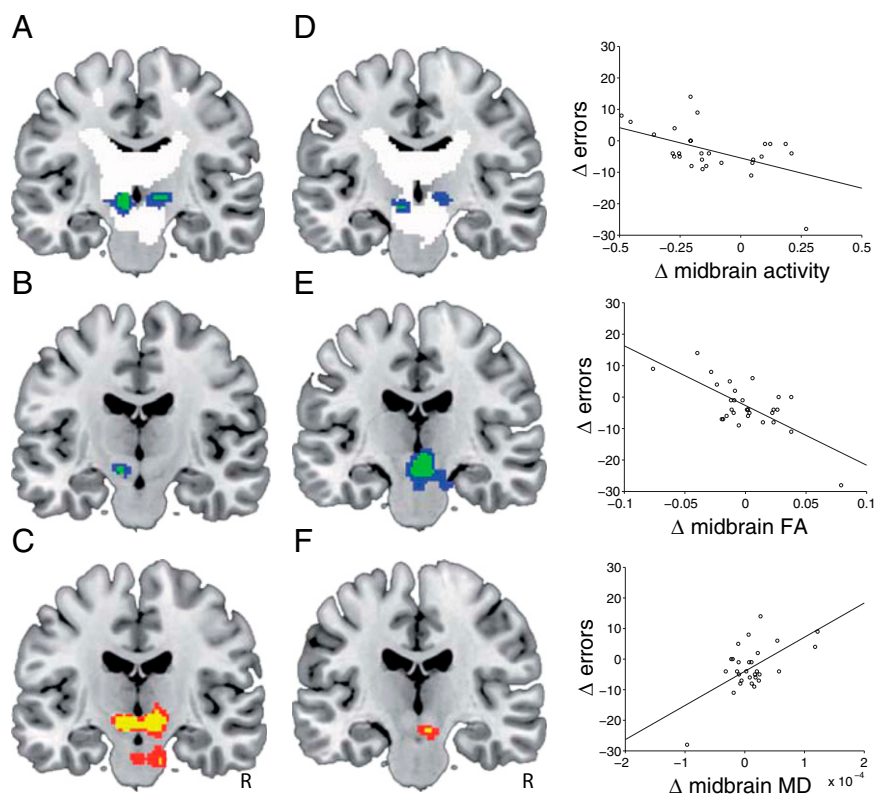 A
D
30
20
10
0
−10
−20
−30
−0.5
−0.25
0
0.25
0.5
Δ errors
Δ midbrain activity
B
E
30
20
10
0
−10
−20
−30
−0.1
−0.05
0
0.05
0.1
Δ errors
Δ midbrain FA
C
F
30
20
10
0
−10
−20
−30
−2
−1
0
1
2
Δ errors
Δ midbrain MD
x 10⁻⁴
R
R